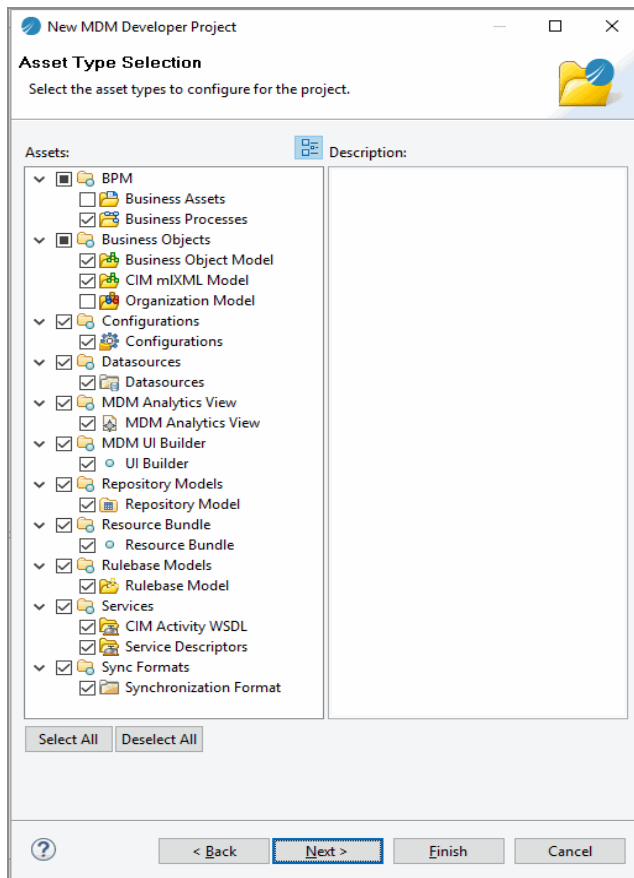 New MDM Developer Project
Asset Type Selection
Select the asset types to configure for the project.
Assets:
Description:
BPM
Business Assets
Business Processes
Business Objects
Business Object Model
CIM mlXML Model
Organization Model
Configurations
Configurations
Datasources
Datasources
MDM Analytics View
MDM Analytics View
MDM UI Builder
UI Builder
Repository Models
Repository Model
Resource Bundle
Resource Bundle
Rulebase Models
Rulebase Model
Services
CIM Activity WSDL
Service Descriptors
Sync Formats
Synchronization Format
Select All
Deselect All
?
< Back
Next >
Finish
Cancel